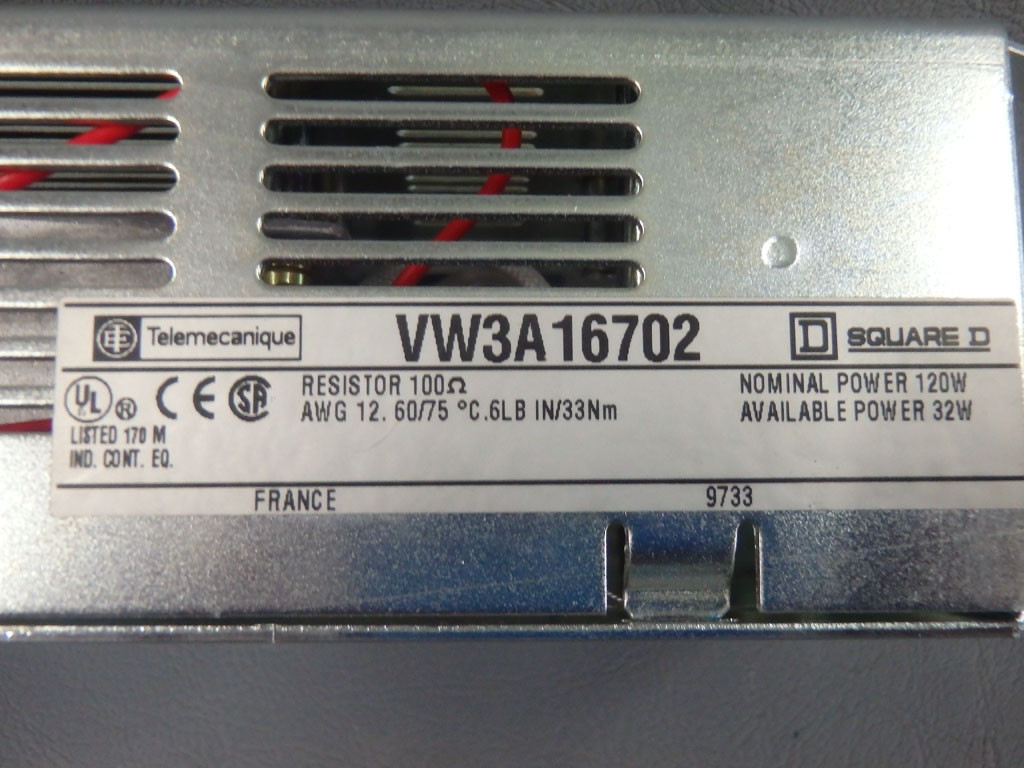 Telemecanique VW3A16702 D SQUARE D
UL ® CE SA RESISTOR 100Ω NOMINAL POWER 120W
AWG 12. 60/75 °C.6LB IN/33Nm AVAILABLE POWER 32W
LISTED 170 M
IND. CONT. EQ.
FRANCE 9733